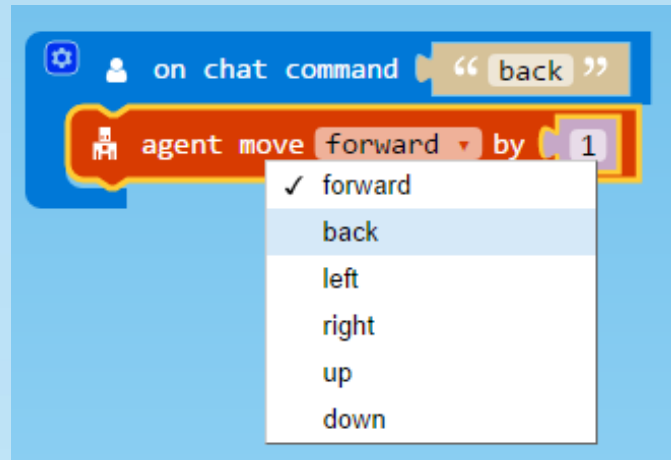 on chat command “ back ”
agent move forward ▾ by 1
✓ forward
back
left
right
up
down